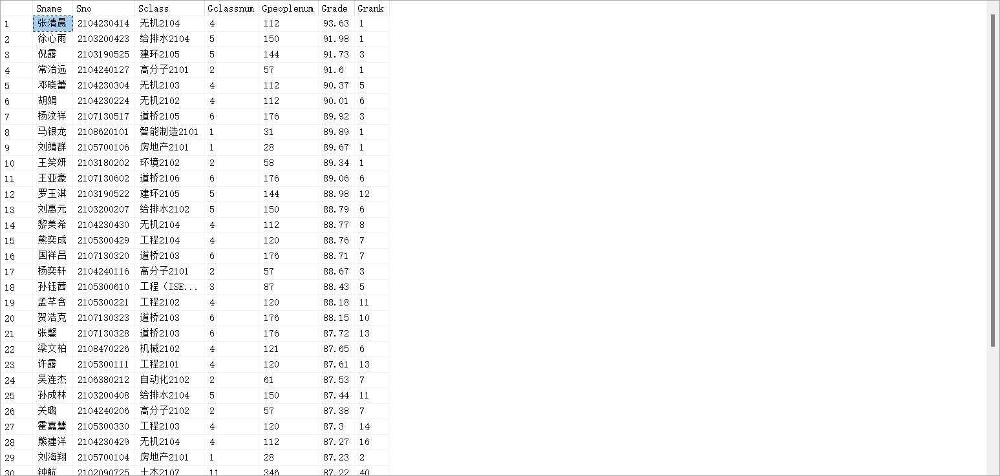 Sname Sno Sclass Gclassnum Gpeoplenum Grade Grank
1 张清晨 2104230414 无机2104 4 112 93.63 1
2 徐心雨 2103200423 给排水2104 5 150 91.98 1
3 倪露 2103190525 建环2105 5 144 91.73 3
4 常治远 2104240127 高分子2101 2 57 91.6 1
5 邓晓蕾 2104230304 无机2103 4 112 90.37 5
6 胡娟 2104230224 无机2102 4 112 90.01 6
7 杨汶祥 2107130517 道桥2105 6 176 89.92 3
8 马银龙 2108620101 智能制造2101 1 31 89.89 1
9 刘靖群 2105700106 房地产2101 1 28 89.67 1
10 王笑妍 2103180202 环境2102 2 58 89.34 1
11 王亚豪 2107130602 道桥2106 6 176 89.06 6
12 罗玉淇 2103190522 建环2105 5 144 88.98 12
13 刘惠元 2103200207 给排水2102 5 150 88.79 6
14 黎美希 2104230430 无机2104 4 112 88.77 8
15 熊奕成 2105300429 工程2104 4 120 88.76 7
16 国祥吕 2107130320 道桥2103 6 176 88.71 7
17 杨奕轩 2104240116 高分子2101 2 57 88.67 3
18 孙钰茜 2105300610 工程（ISE... 3 87 88.43 5
19 孟芊含 2105300221 工程2102 4 120 88.18 11
20 贺浩克 2107130323 道桥2103 6 176 88.15 10
21 张馨 2107130328 道桥2103 6 176 87.72 13
22 梁文柏 2108470226 机械2102 4 121 87.65 6
23 许露 2105300111 工程2101 4 120 87.61 13
24 吴连杰 2106380212 自动化2102 2 61 87.53 7
25 孙成林 2103200408 给排水2104 5 150 87.44 11
26 关璐 2104240206 高分子2102 2 57 87.38 7
27 霍嘉慧 2105300330 工程2103 4 120 87.3 14
28 熊建洋 2104230429 无机2104 4 112 87.27 16
29 刘海翔 2105700104 房地产2101 1 28 87.23 2
30 钟航 2102090725 土木2107 11 346 87.22 40